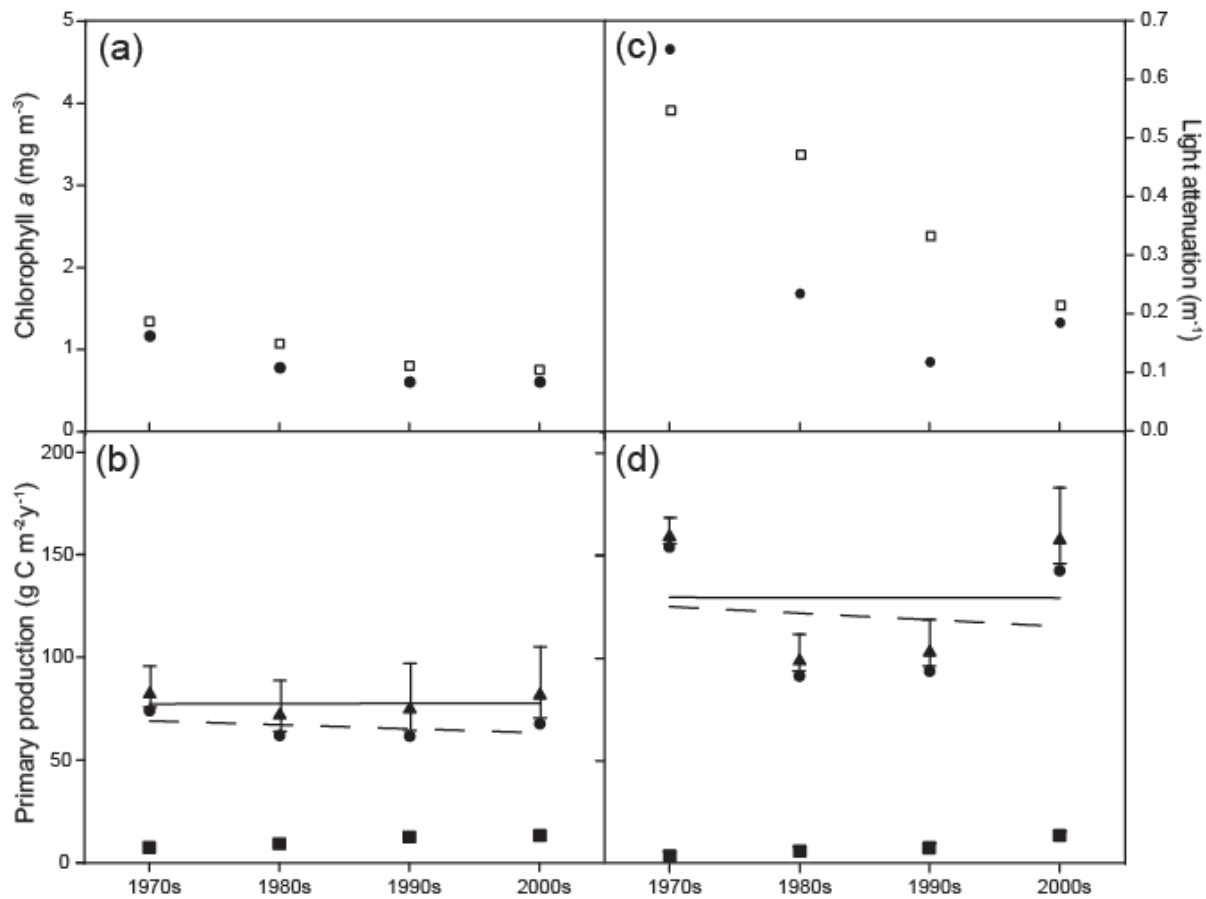 (a)
Chlorophyll a (mg m⁻³)
5
4
3
2
1
0
(c)
Light attenuation (m⁻¹)
0.7
0.6
0.5
0.4
0.3
0.2
0.1
0.0
(b)
Primary production (g C m⁻²y⁻¹)
200
150
100
50
0
1970s 1980s 1990s 2000s
(d)
1970s 1980s 1990s 2000s